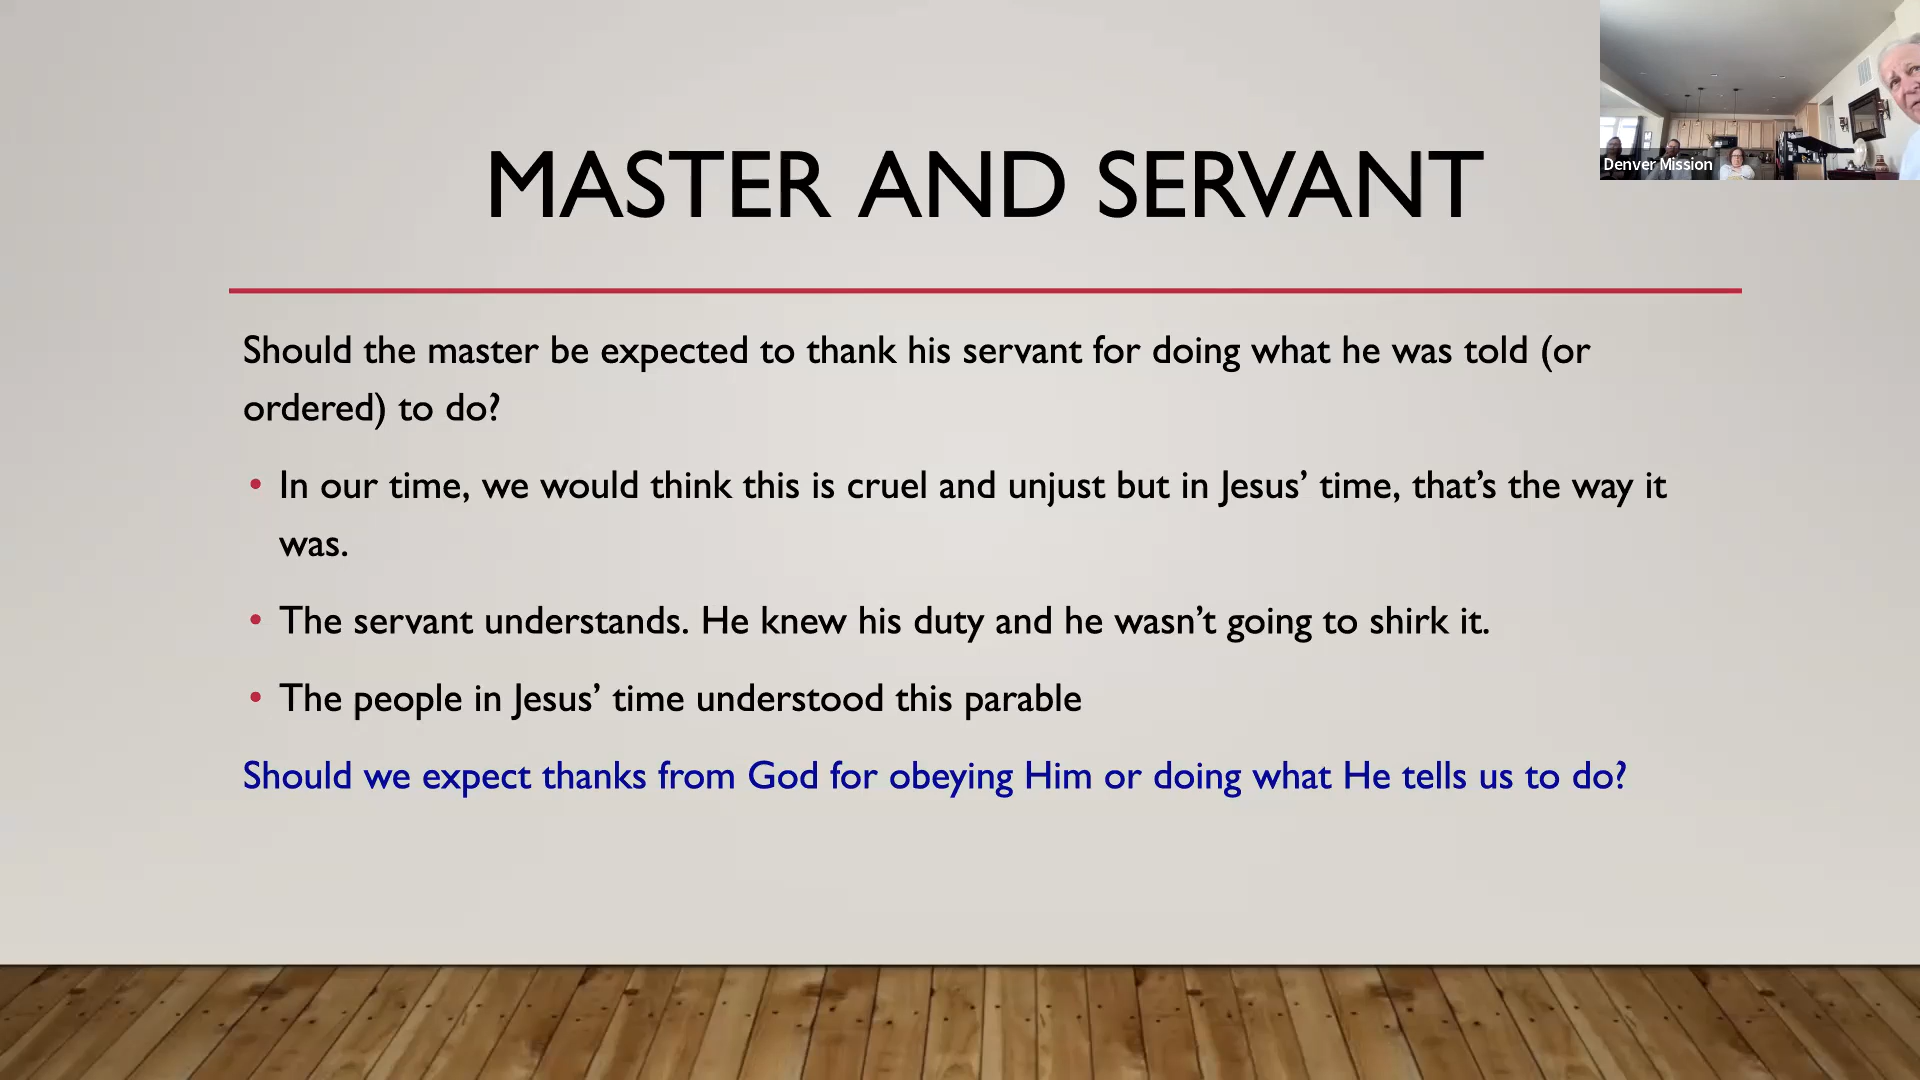 Denver Mission
MASTER AND SERVANT
Should the master be expected to thank his servant for doing what he was told (or
ordered) to do?
• In our time, we would think this is cruel and unjust but in Jesus’ time, that’s the way it
was.
• The servant understands. He knew his duty and he wasn’t going to shirk it.
• The people in Jesus’ time understood this parable
Should we expect thanks from God for obeying Him or doing what He tells us to do?